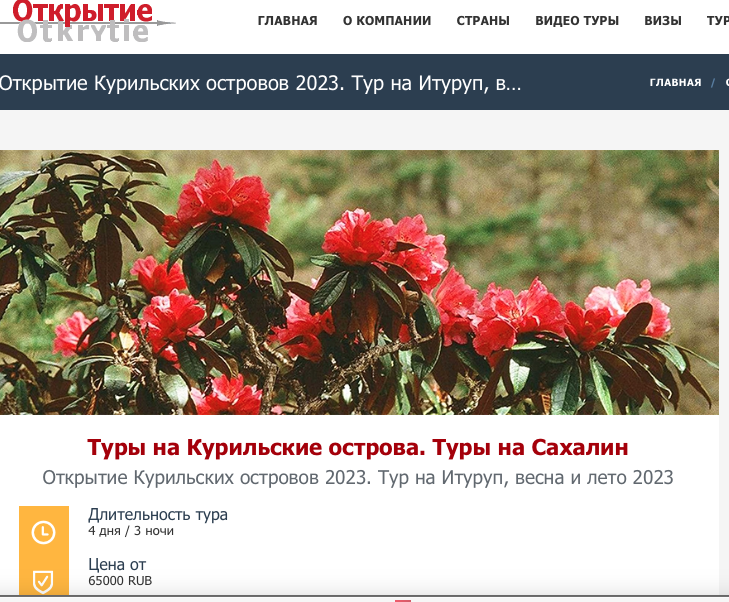 Открытие
Otkrytie
ГЛАВНАЯ О КОМПАНИИ СТРАНЫ ВИДЕО ТУРЫ ВИЗЫ ТУР
Открытие Курильских островов 2023. Тур на Итуруп, в...
ГЛАВНАЯ /
Туры на Курильские острова. Туры на Сахалин
Открытие Курильских островов 2023. Тур на Итуруп, весна и лето 2023
Длительность тура
4 дня / 3 ночи
Цена от
65000 RUB